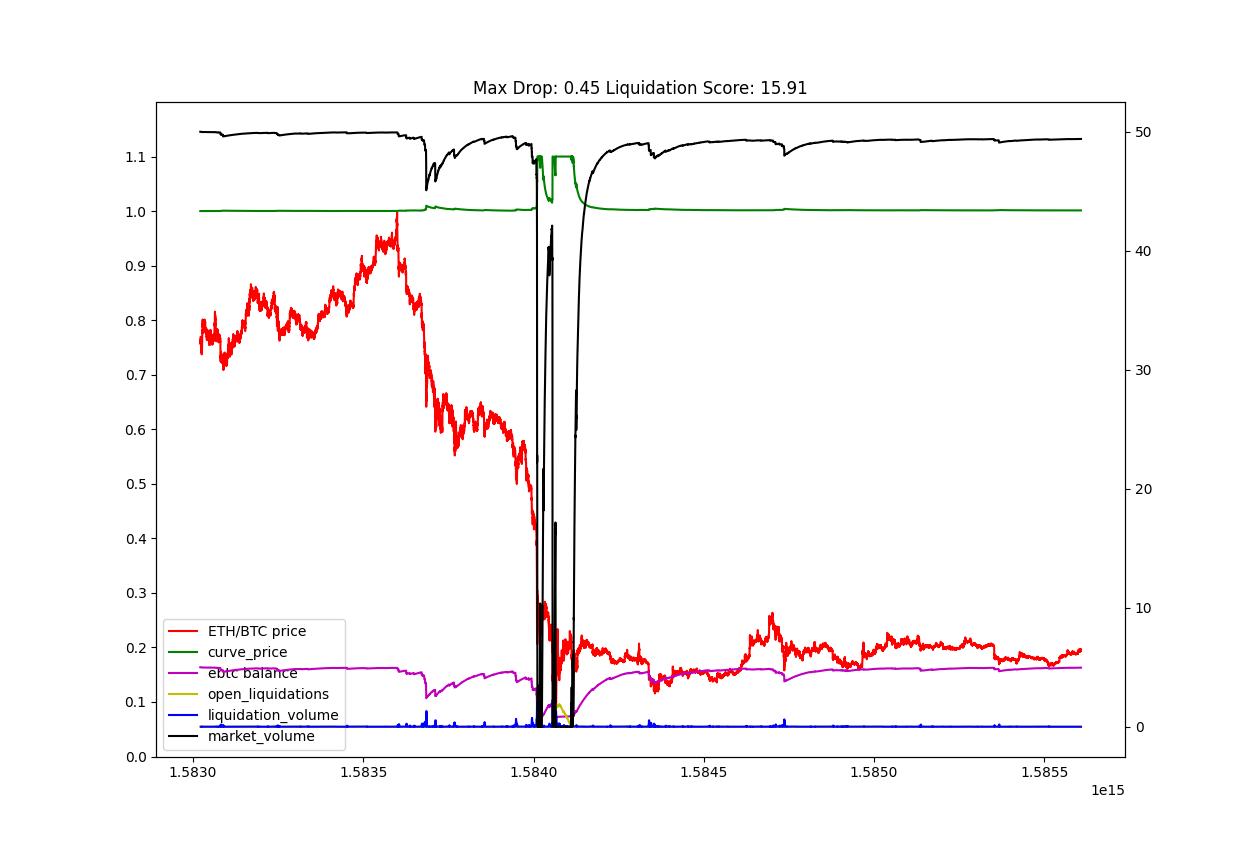 Max Drop: 0.45 Liquidation Score: 15.91
1.1
1.0
0.9
0.8
0.7
0.6
0.5
0.4
0.3
0.2
0.1
0.0
50
40
30
20
10
0
ETH/BTC price
curve_price
ebtc balance
open_liquidations
liquidation_volume
market_volume
1.5830 1.5835 1.5840 1.5845 1.5850 1.5855
1e15